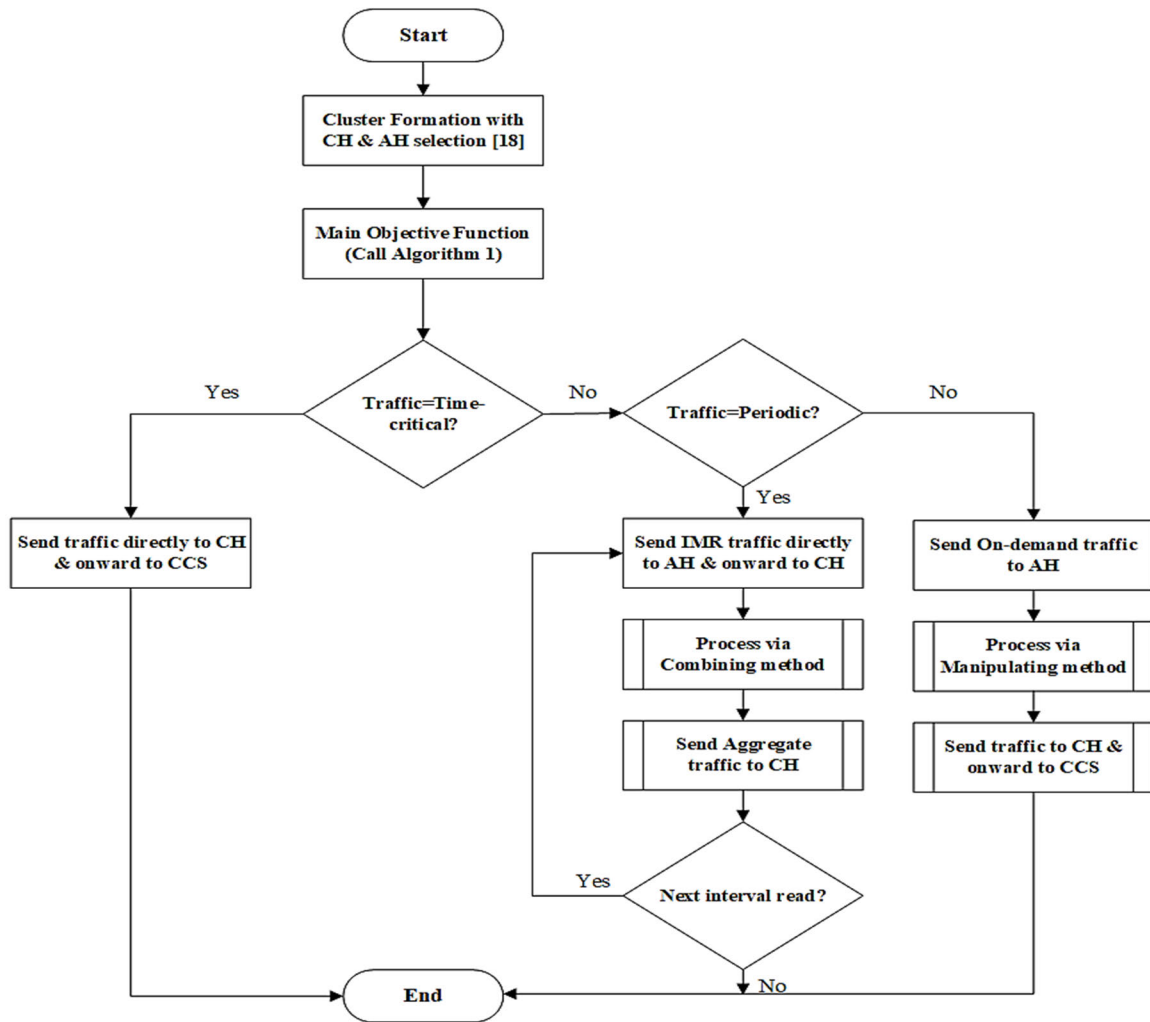 Start
Cluster Formation with
CH & AH selection [18]
Main Objective Function
(Call Algorithm 1)
Yes
Traffic=Time-
critical?
No
Traffic=Periodic?
No
Yes
Send traffic directly to CH
& onward to CCS
Send IMR traffic directly
to AH & onward to CH
Send On-demand traffic
to AH
Process via
Combining method
Process via
Manipulating method
Send Aggregate
traffic to CH
Send traffic to CH &
onward to CCS
Yes
Next interval read?
No
End